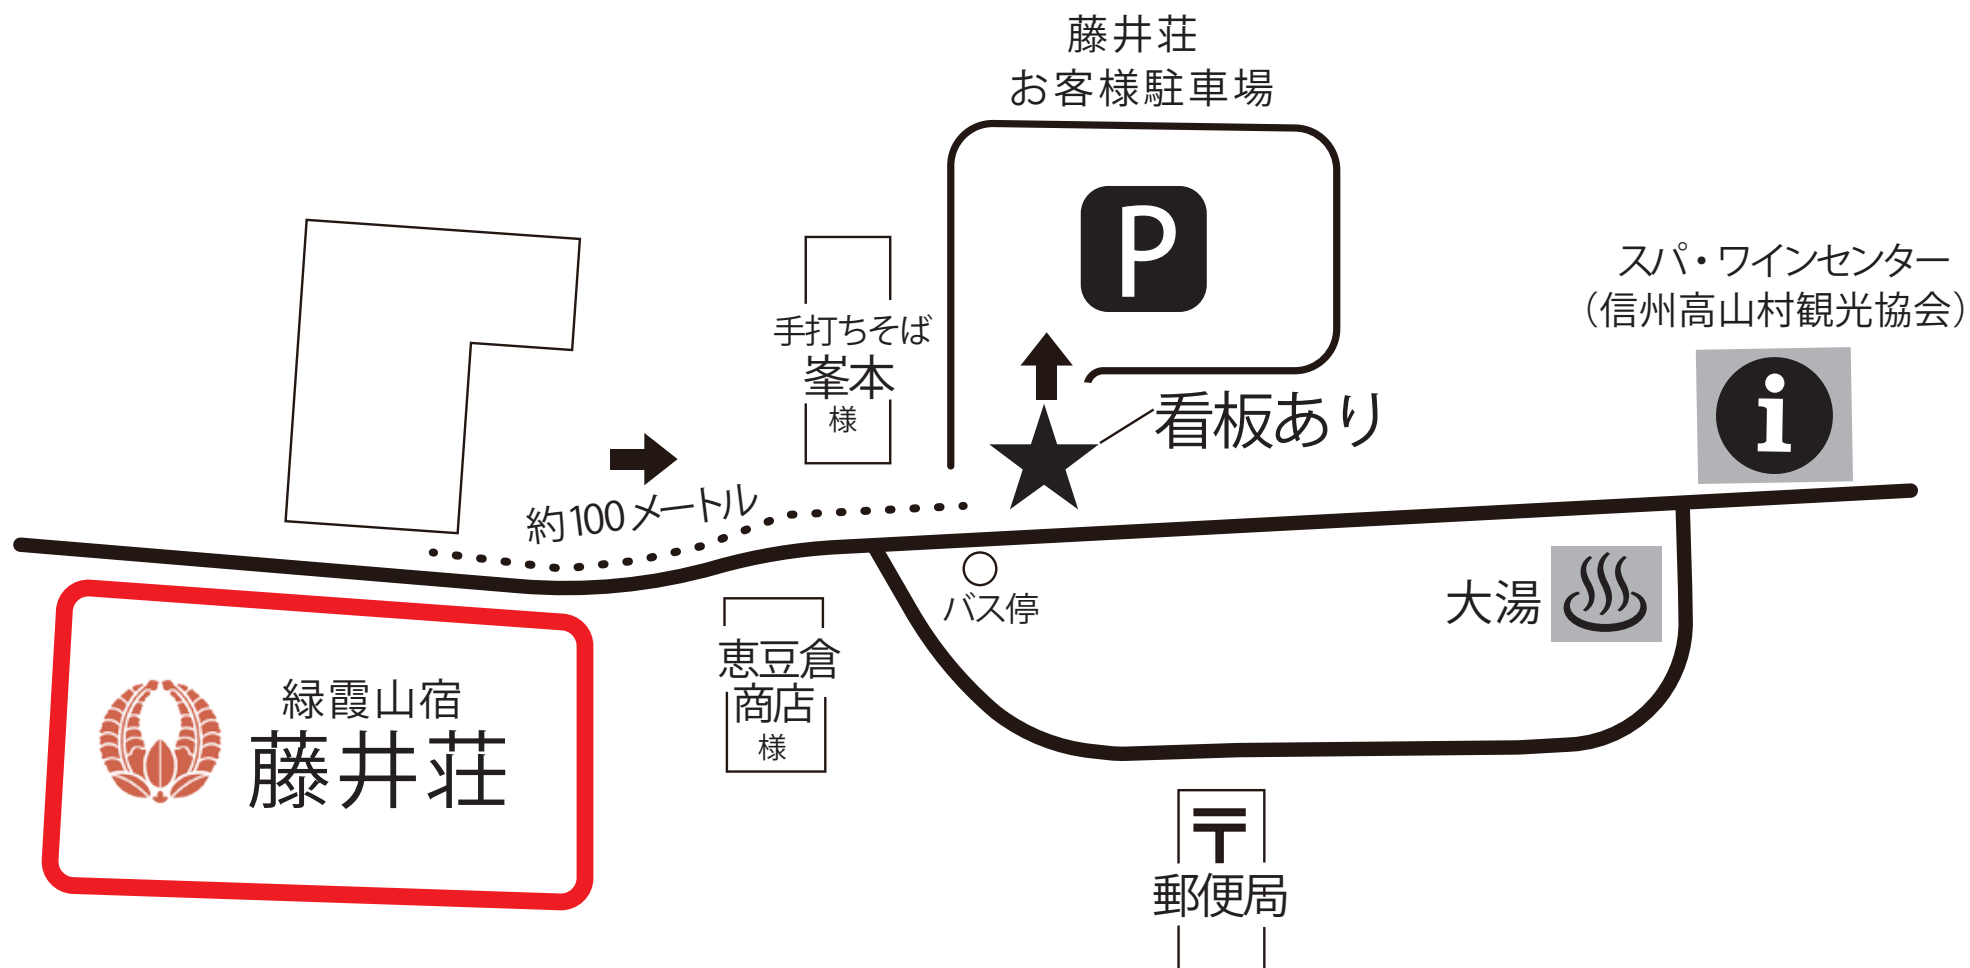 藤井荘
お客様駐車場
P
スパ・ワインセンター
（信州高山村観光協会）
i
手打ちそば
峯本
様
看板あり
約100メートル
バス停
大湯
恵豆倉
商店
様
緑霞山宿
藤井荘
〒
郵便局